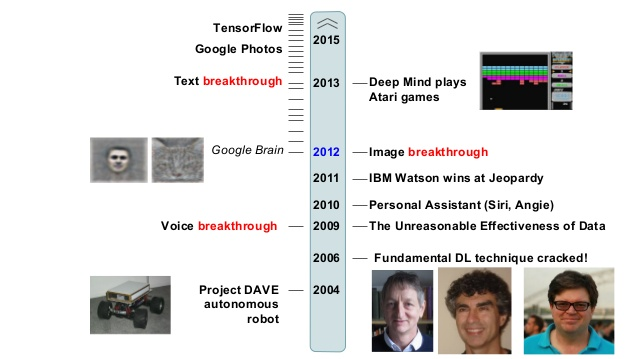 TensorFlow
2015
Google Photos
Text breakthrough
2013
Deep Mind plays
Atari games
Google Brain
2012
Image breakthrough
2011
IBM Watson wins at Jeopardy
2010
Personal Assistant (Siri, Angie)
Voice breakthrough
2009
The Unreasonable Effectiveness of Data
2006
Fundamental DL technique cracked!
Project DAVE
autonomous
robot
2004